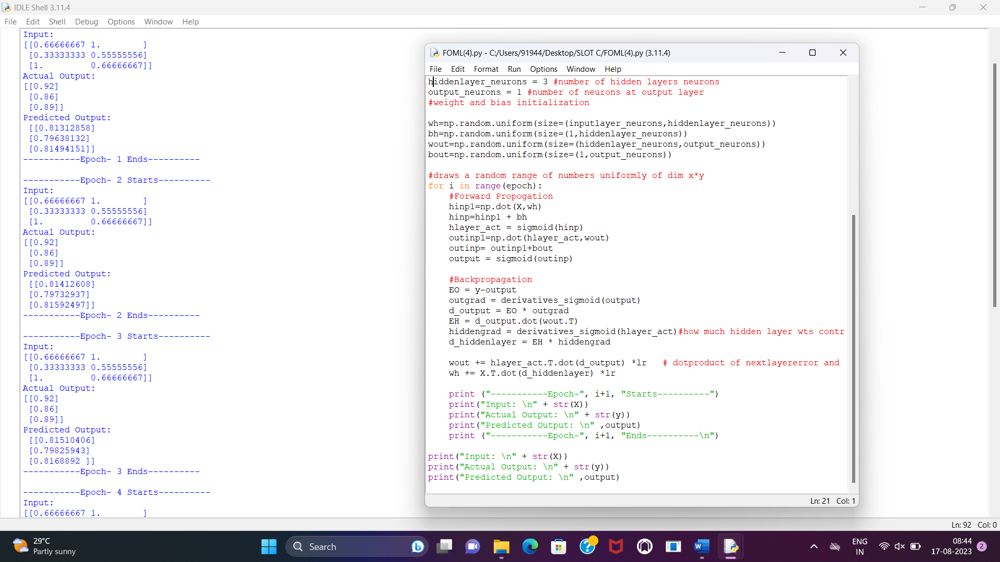 IDLE Shell 3.11.4
File Edit Shell Debug Options Window Help
Input:
[[0.66666667 1.        ]
 [0.33333333 0.55555556]
 [1.         0.66666667]]
Actual Output:
[[0.92]
 [0.86]
 [0.89]]
Predicted Output:
 [[0.81312858]
 [0.79638132]
 [0.81494151]]
-----------Epoch- 1 Ends----------
-----------Epoch- 2 Starts----------
Input:
[[0.66666667 1.        ]
 [0.33333333 0.55555556]
 [1.         0.66666667]]
Actual Output:
[[0.92]
 [0.86]
 [0.89]]
Predicted Output:
 [[0.81412608]
 [0.79732937]
 [0.81592497]]
-----------Epoch- 2 Ends----------
-----------Epoch- 3 Starts----------
Input:
[[0.66666667 1.        ]
 [0.33333333 0.55555556]
 [1.         0.66666667]]
Actual Output:
[[0.92]
 [0.86]
 [0.89]]
Predicted Output:
 [[0.81510406]
 [0.79825943]
 [0.8168892 ]]
-----------Epoch- 3 Ends----------
-----------Epoch- 4 Starts----------
Input:
[[0.66666667 1.        ]
FOML(4).py - C:/Users/91944/Desktop/SLOT C/FOML(4).py (3.11.4)
File Edit Format Run Options Window Help
hiddenlayer_neurons = 3 #number of hidden layers neurons
output_neurons = 1 #number of neurons at output layer
#weight and bias initialization
wh=np.random.uniform(size=(inputlayer_neurons,hiddenlayer_neurons))
bh=np.random.uniform(size=(1,hiddenlayer_neurons))
wout=np.random.uniform(size=(hiddenlayer_neurons,output_neurons))
bout=np.random.uniform(size=(1,output_neurons))
#draws a random range of numbers uniformly of dim x*y
for i in range(epoch):
    #Forward Propogation
    hinp1=np.dot(X,wh)
    hinp=hinp1 + bh
    hlayer_act = sigmoid(hinp)
    outinp1=np.dot(hlayer_act,wout)
    outinp= outinp1+bout
    output = sigmoid(outinp)
    #Backpropagation
    EO = y-output
    outgrad = derivatives_sigmoid(output)
    d_output = EO * outgrad
    EH = d_output.dot(wout.T)
    hiddengrad = derivatives_sigmoid(hlayer_act)#how much hidden layer wts contr
    d_hiddenlayer = EH * hiddengrad
    wout += hlayer_act.T.dot(d_output) *lr   # dotproduct of nextlayererror and
    wh += X.T.dot(d_hiddenlayer) *lr
    print ("-----------Epoch-", i+1, "Starts----------")
    print("Input: \n" + str(X))
    print("Actual Output: \n" + str(y))
    print("Predicted Output: \n" ,output)
    print ("-----------Epoch-", i+1, "Ends----------\n")
print("Input: \n" + str(X))
print("Actual Output: \n" + str(y))
print("Predicted Output: \n" ,output)
Ln: 21 Col: 1
Ln: 92 Col: 0
29°C
Partly sunny
Search
ENG
IN
08:44
17-08-2023
2